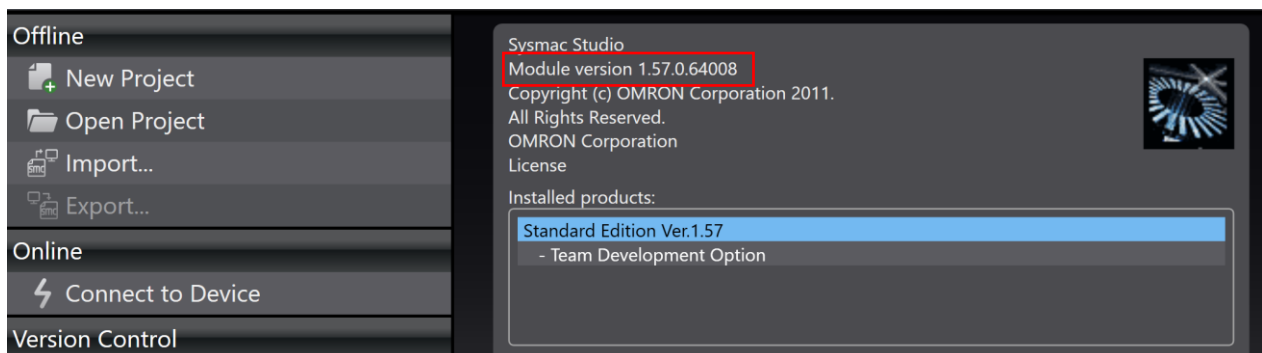 Offline
New Project
Open Project
Import...
Export...
Online
Connect to Device
Version Control
Sysmac Studio
Module version 1.57.0.64008
Copyright (c) OMRON Corporation 2011.
All Rights Reserved.
OMRON Corporation
License
Installed products:
Standard Edition Ver.1.57
- Team Development Option